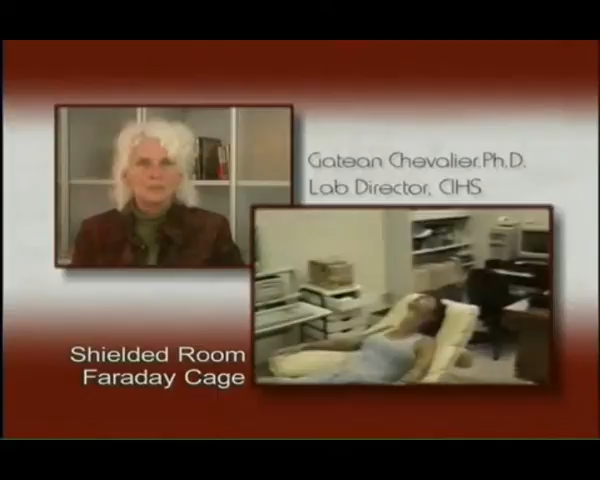 Gatean Chevalier, Ph.D.
Lab Director, CIHS
Shielded Room
Faraday Cage